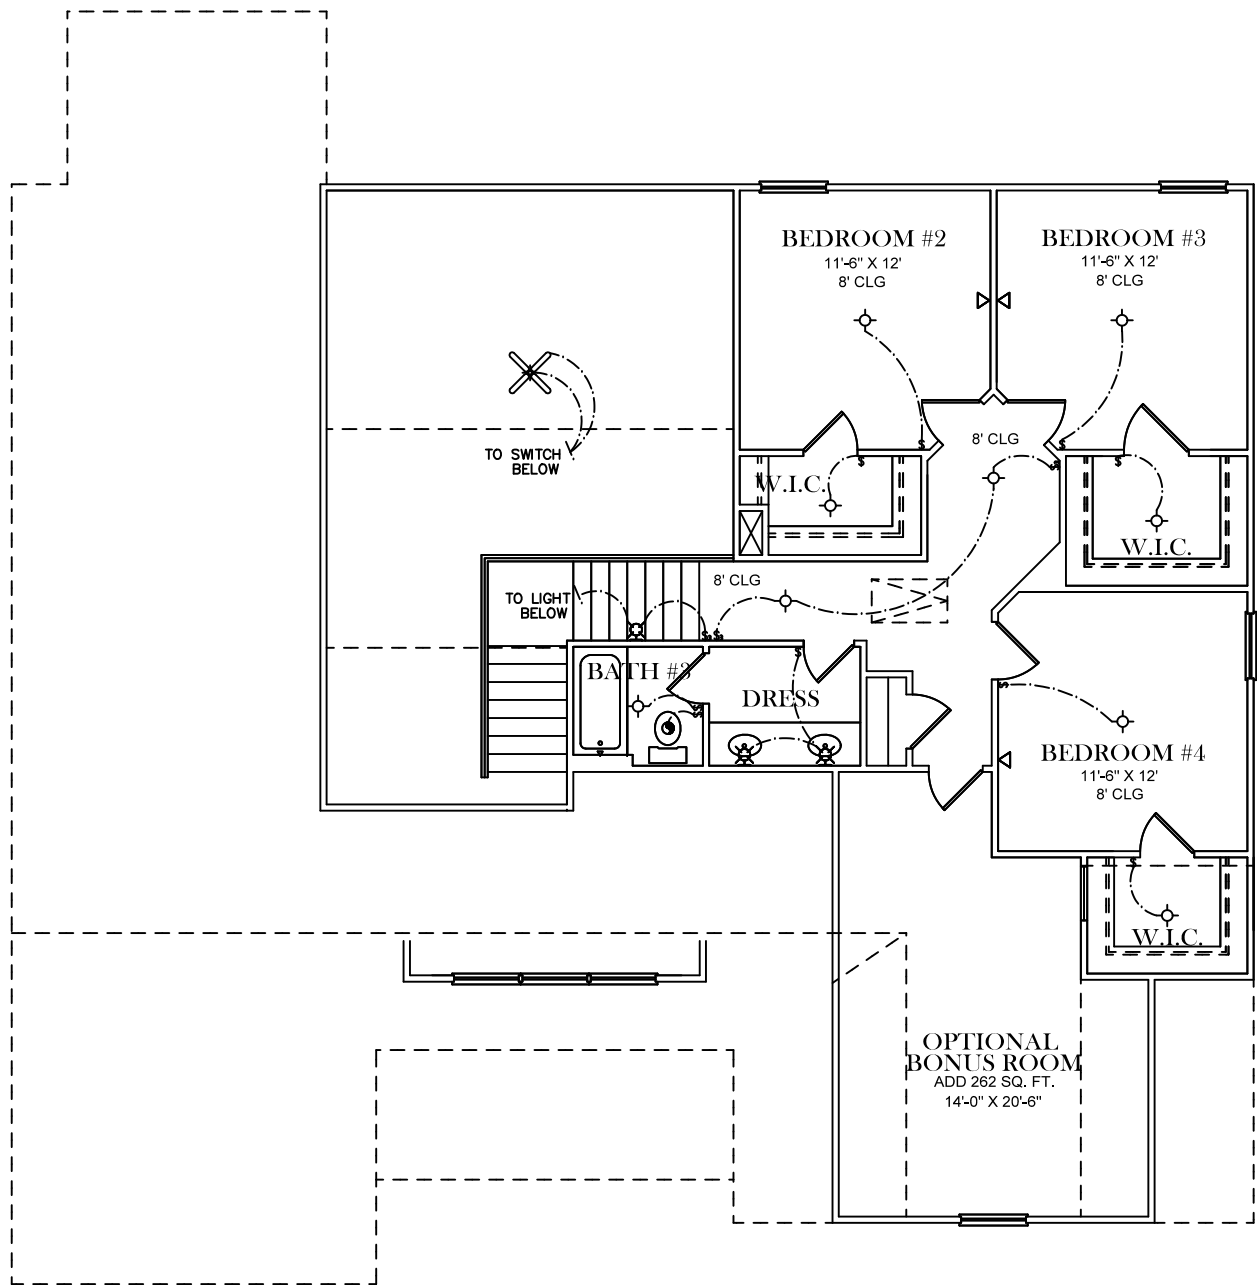 BEDROOM #2
11'-6" X 12'
8' CLG
BEDROOM #3
11'-6" X 12'
8' CLG
8' CLG
TO SWITCH
BELOW
W.I.C.
W.I.C.
8' CLG
TO LIGHT
BELOW
BATH #3
DRESS
BEDROOM #4
11'-6" X 12'
8' CLG
W.I.C.
OPTIONAL
BONUS ROOM
ADD 262 SQ. FT.
14'-0" X 20'-6"